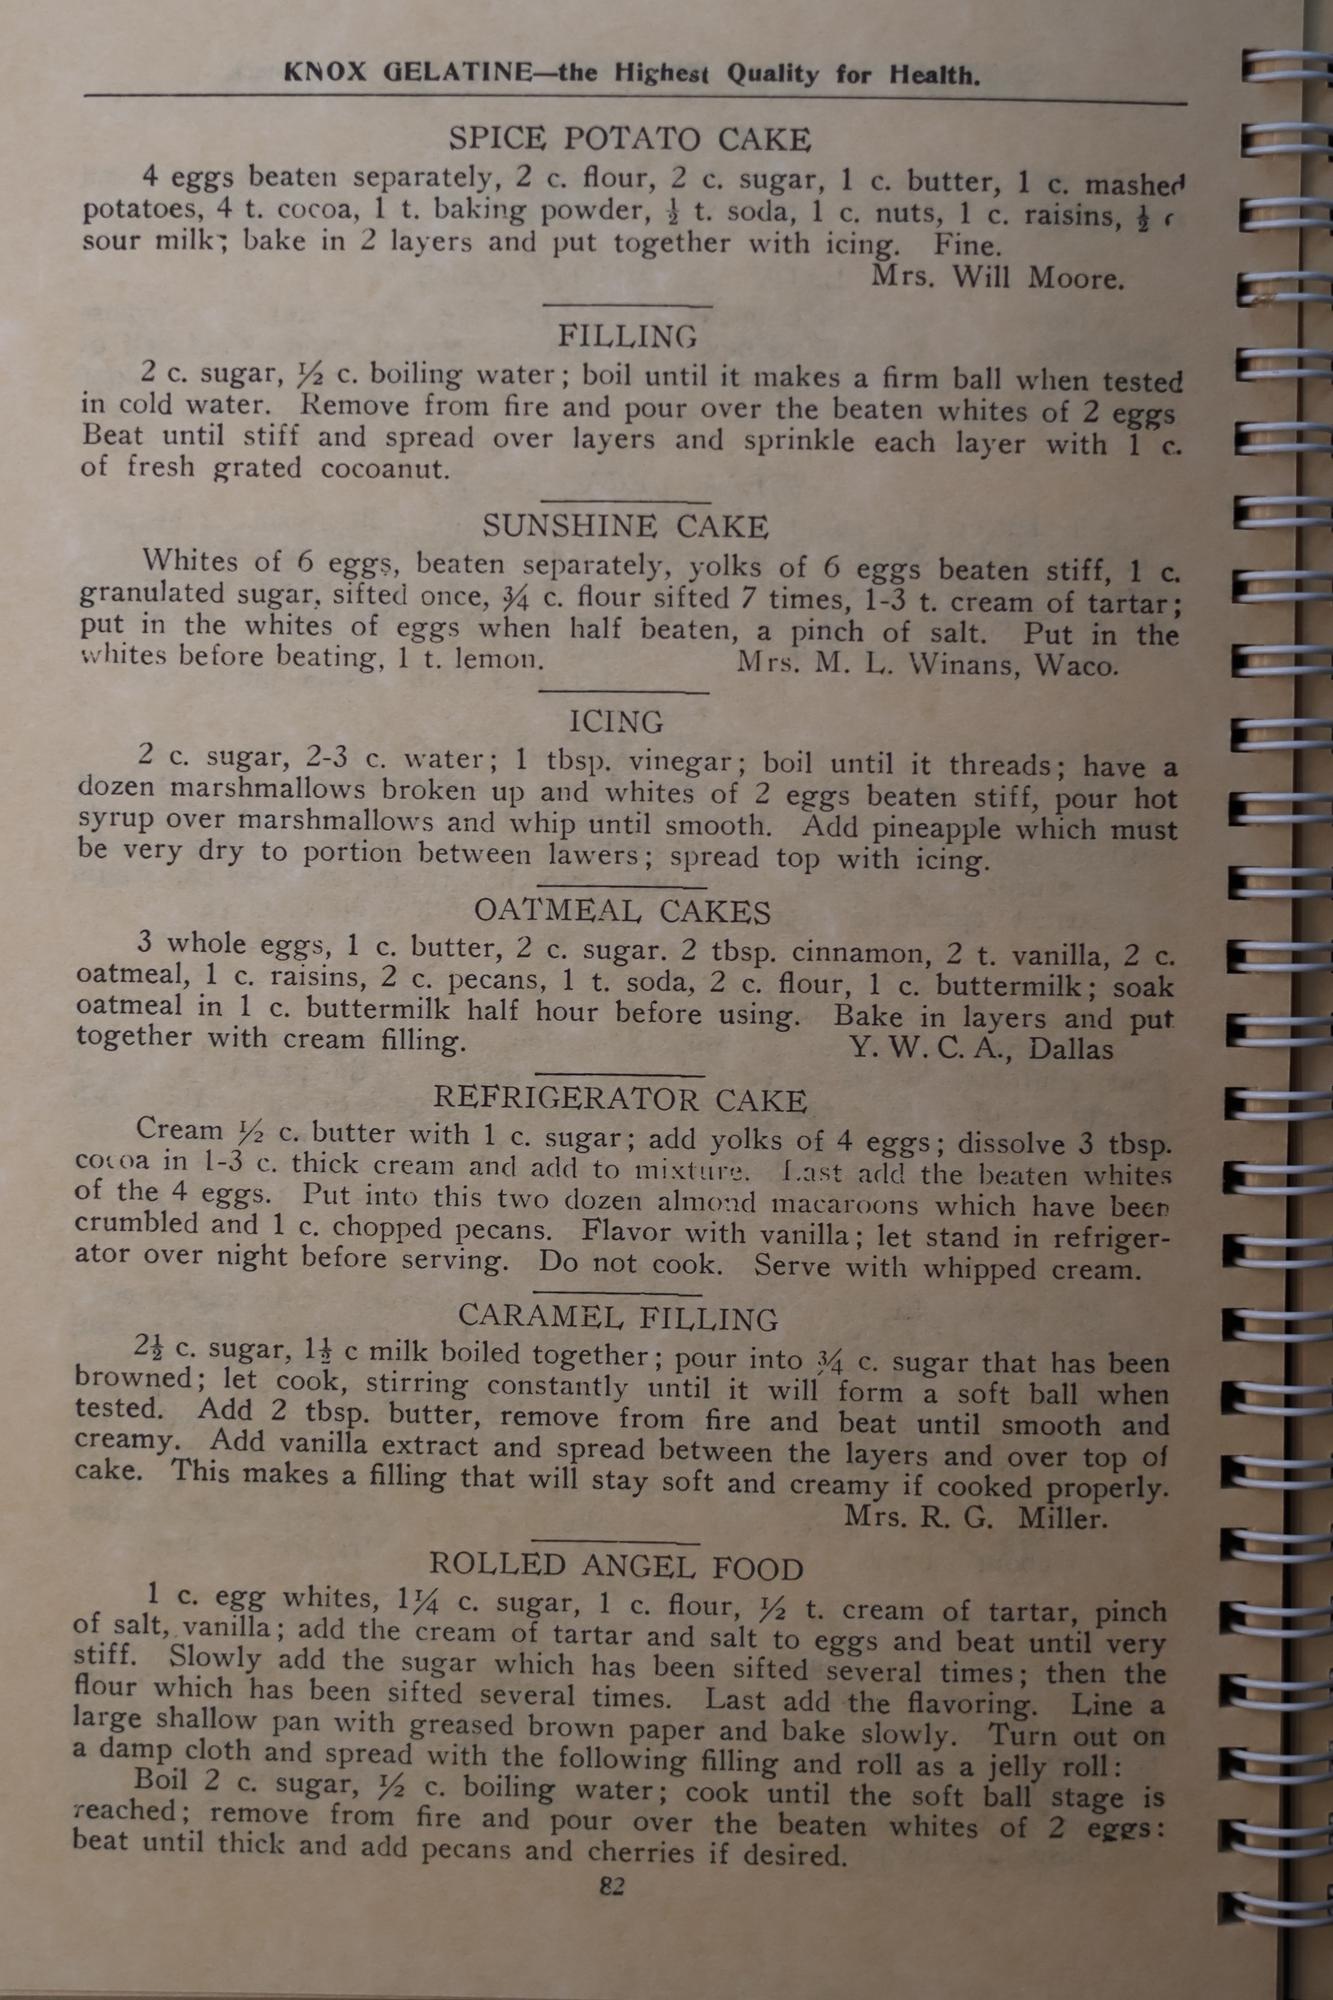 KNOX GELATINE—the Highest Quality for Health.
SPICE POTATO CAKE
4 eggs beaten separately, 2 c. flour, 2 c. sugar, 1 c. butter, 1 c. mashed
potatoes, 4 t. cocoa, 1 t. baking powder, ½ t. soda, 1 c. nuts, 1 c. raisins, ½ c
sour milk; bake in 2 layers and put together with icing. Fine.
Mrs. Will Moore.
FILLING
2 c. sugar, ½ c. boiling water; boil until it makes a firm ball when tested
in cold water. Remove from fire and pour over the beaten whites of 2 eggs
Beat until stiff and spread over layers and sprinkle each layer with 1 c.
of fresh grated cocoanut.
SUNSHINE CAKE
Whites of 6 eggs, beaten separately, yolks of 6 eggs beaten stiff, 1 c.
granulated sugar, sifted once, ¾ c. flour sifted 7 times, 1-3 t. cream of tartar;
put in the whites of eggs when half beaten, a pinch of salt. Put in the
whites before beating, 1 t. lemon. Mrs. M. L. Winans, Waco.
ICING
2 c. sugar, 2-3 c. water; 1 tbsp. vinegar; boil until it threads; have a
dozen marshmallows broken up and whites of 2 eggs beaten stiff, pour hot
syrup over marshmallows and whip until smooth. Add pineapple which must
be very dry to portion between lawers; spread top with icing.
OATMEAL CAKES
3 whole eggs, 1 c. butter, 2 c. sugar. 2 tbsp. cinnamon, 2 t. vanilla, 2 c.
oatmeal, 1 c. raisins, 2 c. pecans, 1 t. soda, 2 c. flour, 1 c. buttermilk; soak
oatmeal in 1 c. buttermilk half hour before using. Bake in layers and put
together with cream filling. Y. W. C. A., Dallas
REFRIGERATOR CAKE
Cream ½ c. butter with 1 c. sugar; add yolks of 4 eggs; dissolve 3 tbsp.
cocoa in 1-3 c. thick cream and add to mixture. Last add the beaten whites
of the 4 eggs. Put into this two dozen almond macaroons which have been
crumbled and 1 c. chopped pecans. Flavor with vanilla; let stand in refriger-
ator over night before serving. Do not cook. Serve with whipped cream.
CARAMEL FILLING
2½ c. sugar, 1½ c milk boiled together; pour into ¾ c. sugar that has been
browned; let cook, stirring constantly until it will form a soft ball when
tested. Add 2 tbsp. butter, remove from fire and beat until smooth and
creamy. Add vanilla extract and spread between the layers and over top of
cake. This makes a filling that will stay soft and creamy if cooked properly.
Mrs. R. G. Miller.
ROLLED ANGEL FOOD
1 c. egg whites, 1¼ c. sugar, 1 c. flour, ½ t. cream of tartar, pinch
of salt, vanilla; add the cream of tartar and salt to eggs and beat until very
stiff. Slowly add the sugar which has been sifted several times; then the
flour which has been sifted several times. Last add the flavoring. Line a
large shallow pan with greased brown paper and bake slowly. Turn out on
a damp cloth and spread with the following filling and roll as a jelly roll:
Boil 2 c. sugar, ½ c. boiling water; cook until the soft ball stage is
reached; remove from fire and pour over the beaten whites of 2 eggs:
beat until thick and add pecans and cherries if desired.
82